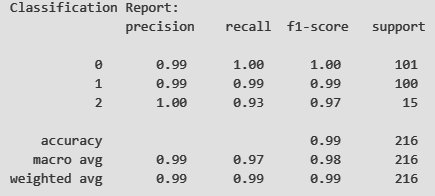 Classification Report:
precision recall f1-score support
0 0.99 1.00 1.00 101
1 0.99 0.99 0.99 100
2 1.00 0.93 0.97 15
accuracy 0.99 216
macro avg 0.99 0.97 0.98 216
weighted avg 0.99 0.99 0.99 216